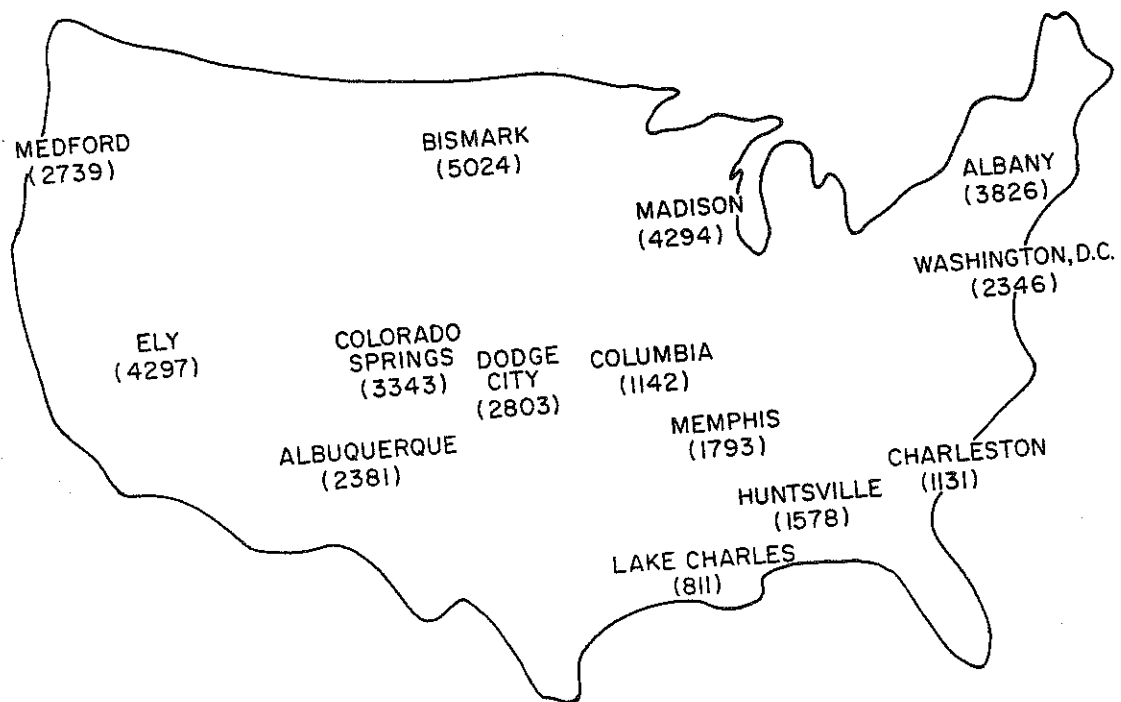 MEDFORD
(2739)
BISMARK
(5024)
ALBANY
(3826)
MADISON
(4294)
WASHINGTON, D.C.
(2346)
ELY
(4297)
COLORADO
SPRINGS
(3343)
DODGE
CITY
(2803)
COLUMBIA
(1142)
MEMPHIS
(1793)
ALBUQUERQUE
(2381)
CHARLESTON
(1131)
HUNTSVILLE
(1578)
LAKE CHARLES
(811)